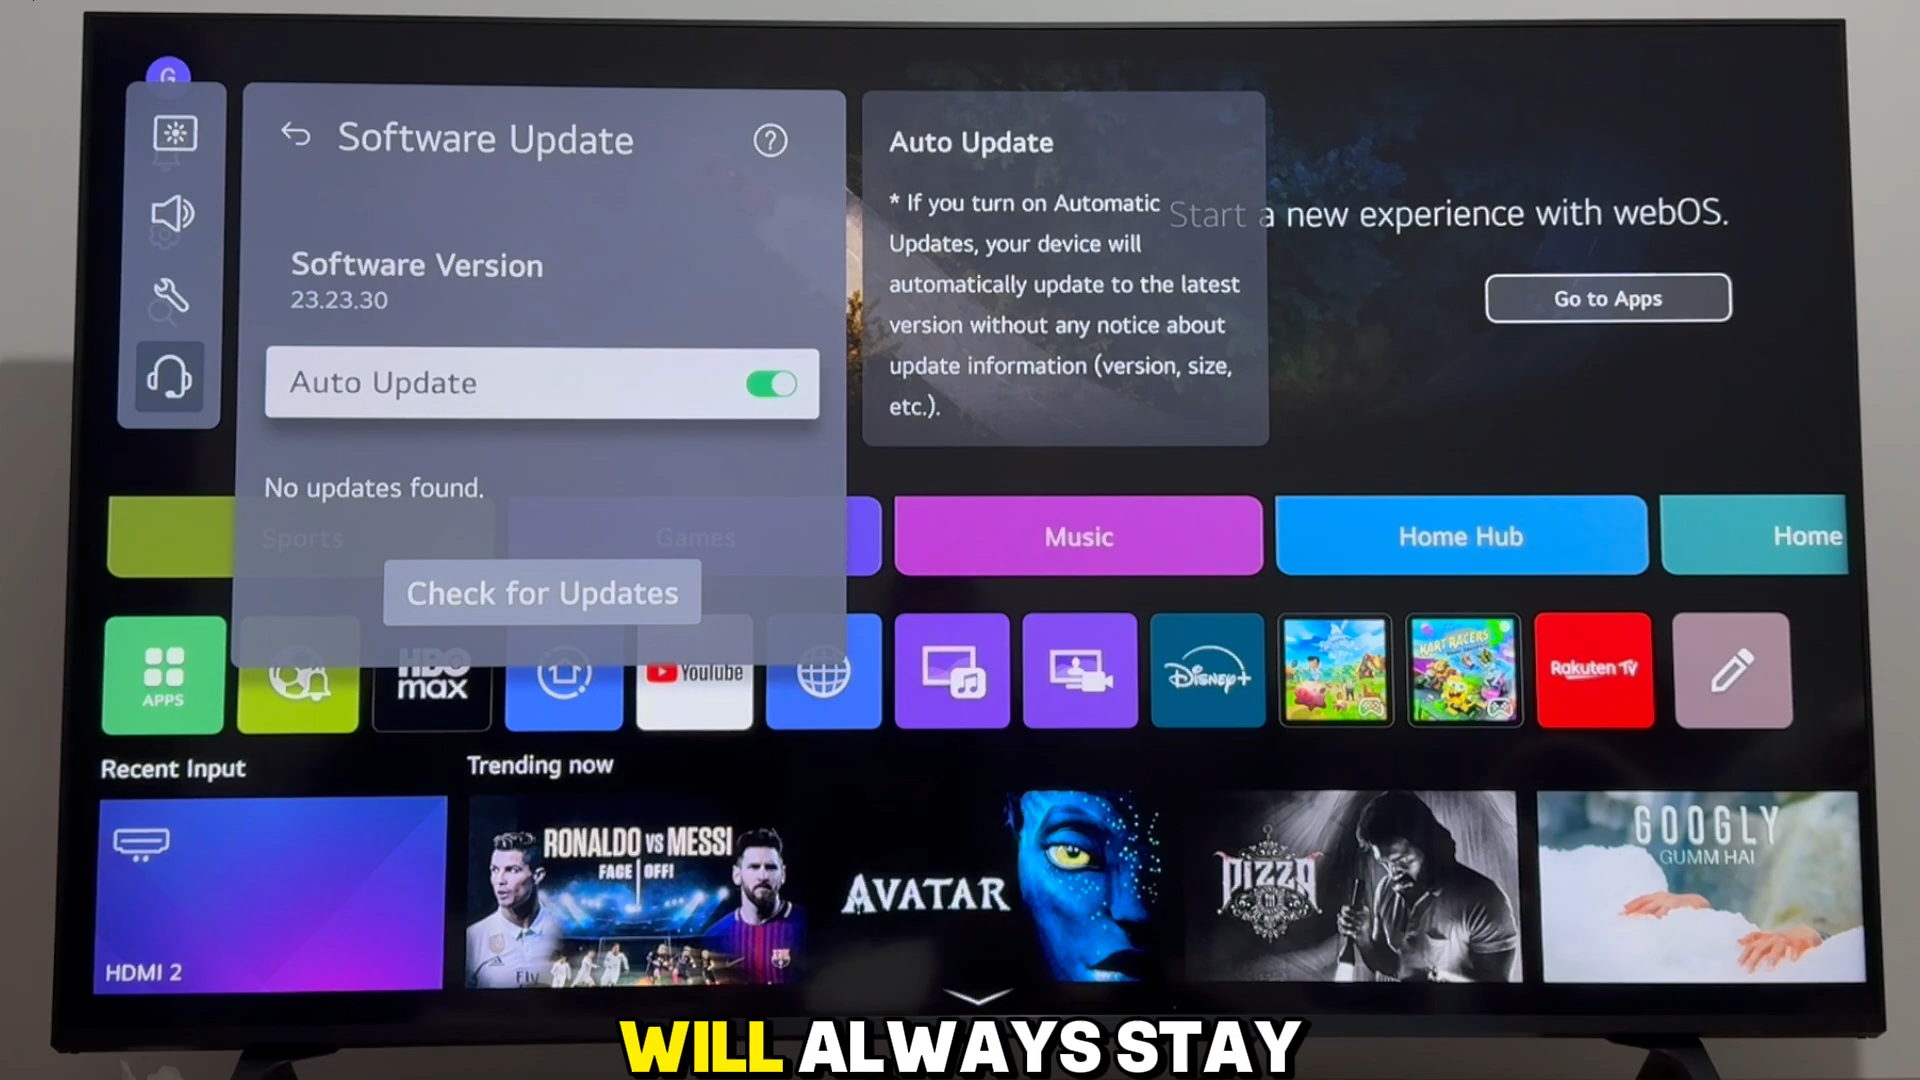 G
Software Update
?
Software Version
23.23.30
Auto Update
No updates found.
Check for Updates
Auto Update
* If you turn on Automatic
Updates, your device will
automatically update to the latest
version without any notice about
update information (version, size,
etc.).
Start a new experience with webOS.
Go to Apps
Sports
Games
Music
Home Hub
Home
APPS
HBO
max
YouTube
Disney+
KART RACERS
Rakuten TV
Recent Input
Trending now
HDMI 2
RONALDO VS MESSI
FACE OFF!
Fly
AVATAR
PIZZA
GOOGLY
GUMM HAI
WILL ALWAYS STAY